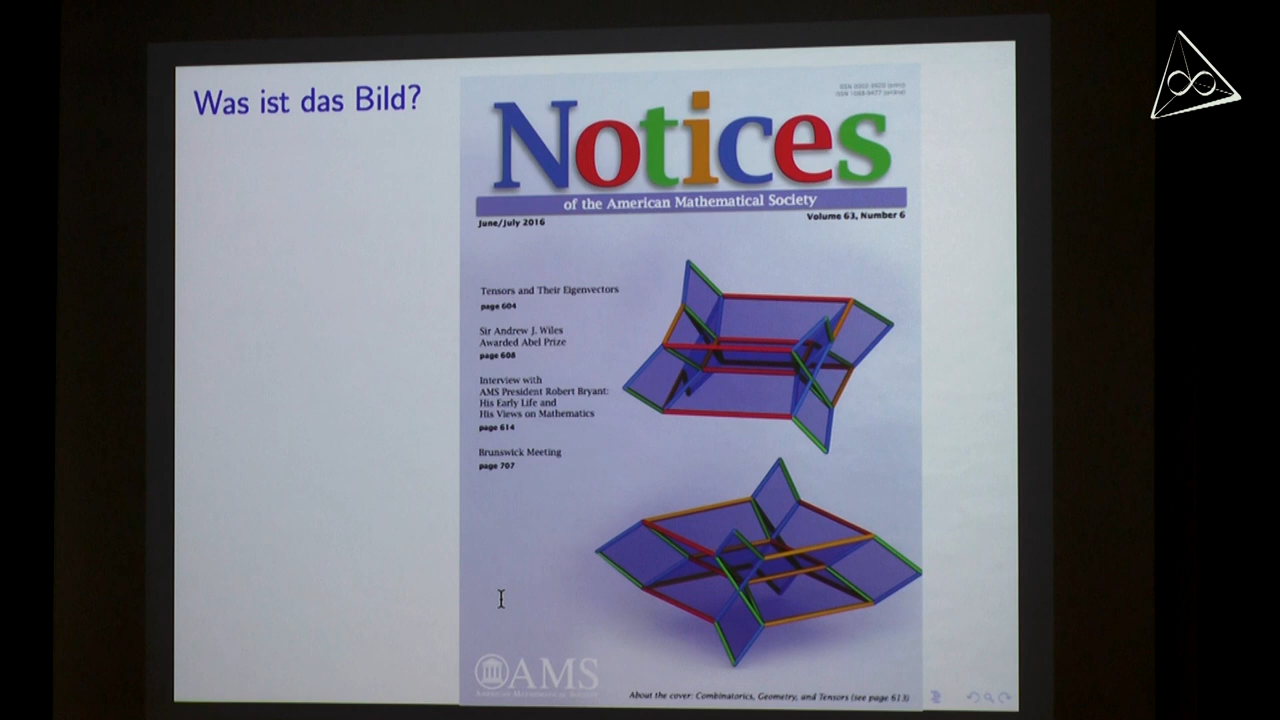 Was ist das Bild?
ISSN 0002-9920 (print)
ISSN 1088-9477 (online)
Notices
of the American Mathematical Society
June/July 2016
Volume 63, Number 6
Tensors and Their Eigenvectors
page 604
Sir Andrew J. Wiles
Awarded Abel Prize
page 608
Interview with
AMS President Robert Bryant:
His Early Life and
His Views on Mathematics
page 614
Brunswick Meeting
page 707
AMS
AMERICAN MATHEMATICAL SOCIETY
About the cover: Combinatorics, Geometry, and Tensors (see page 613)